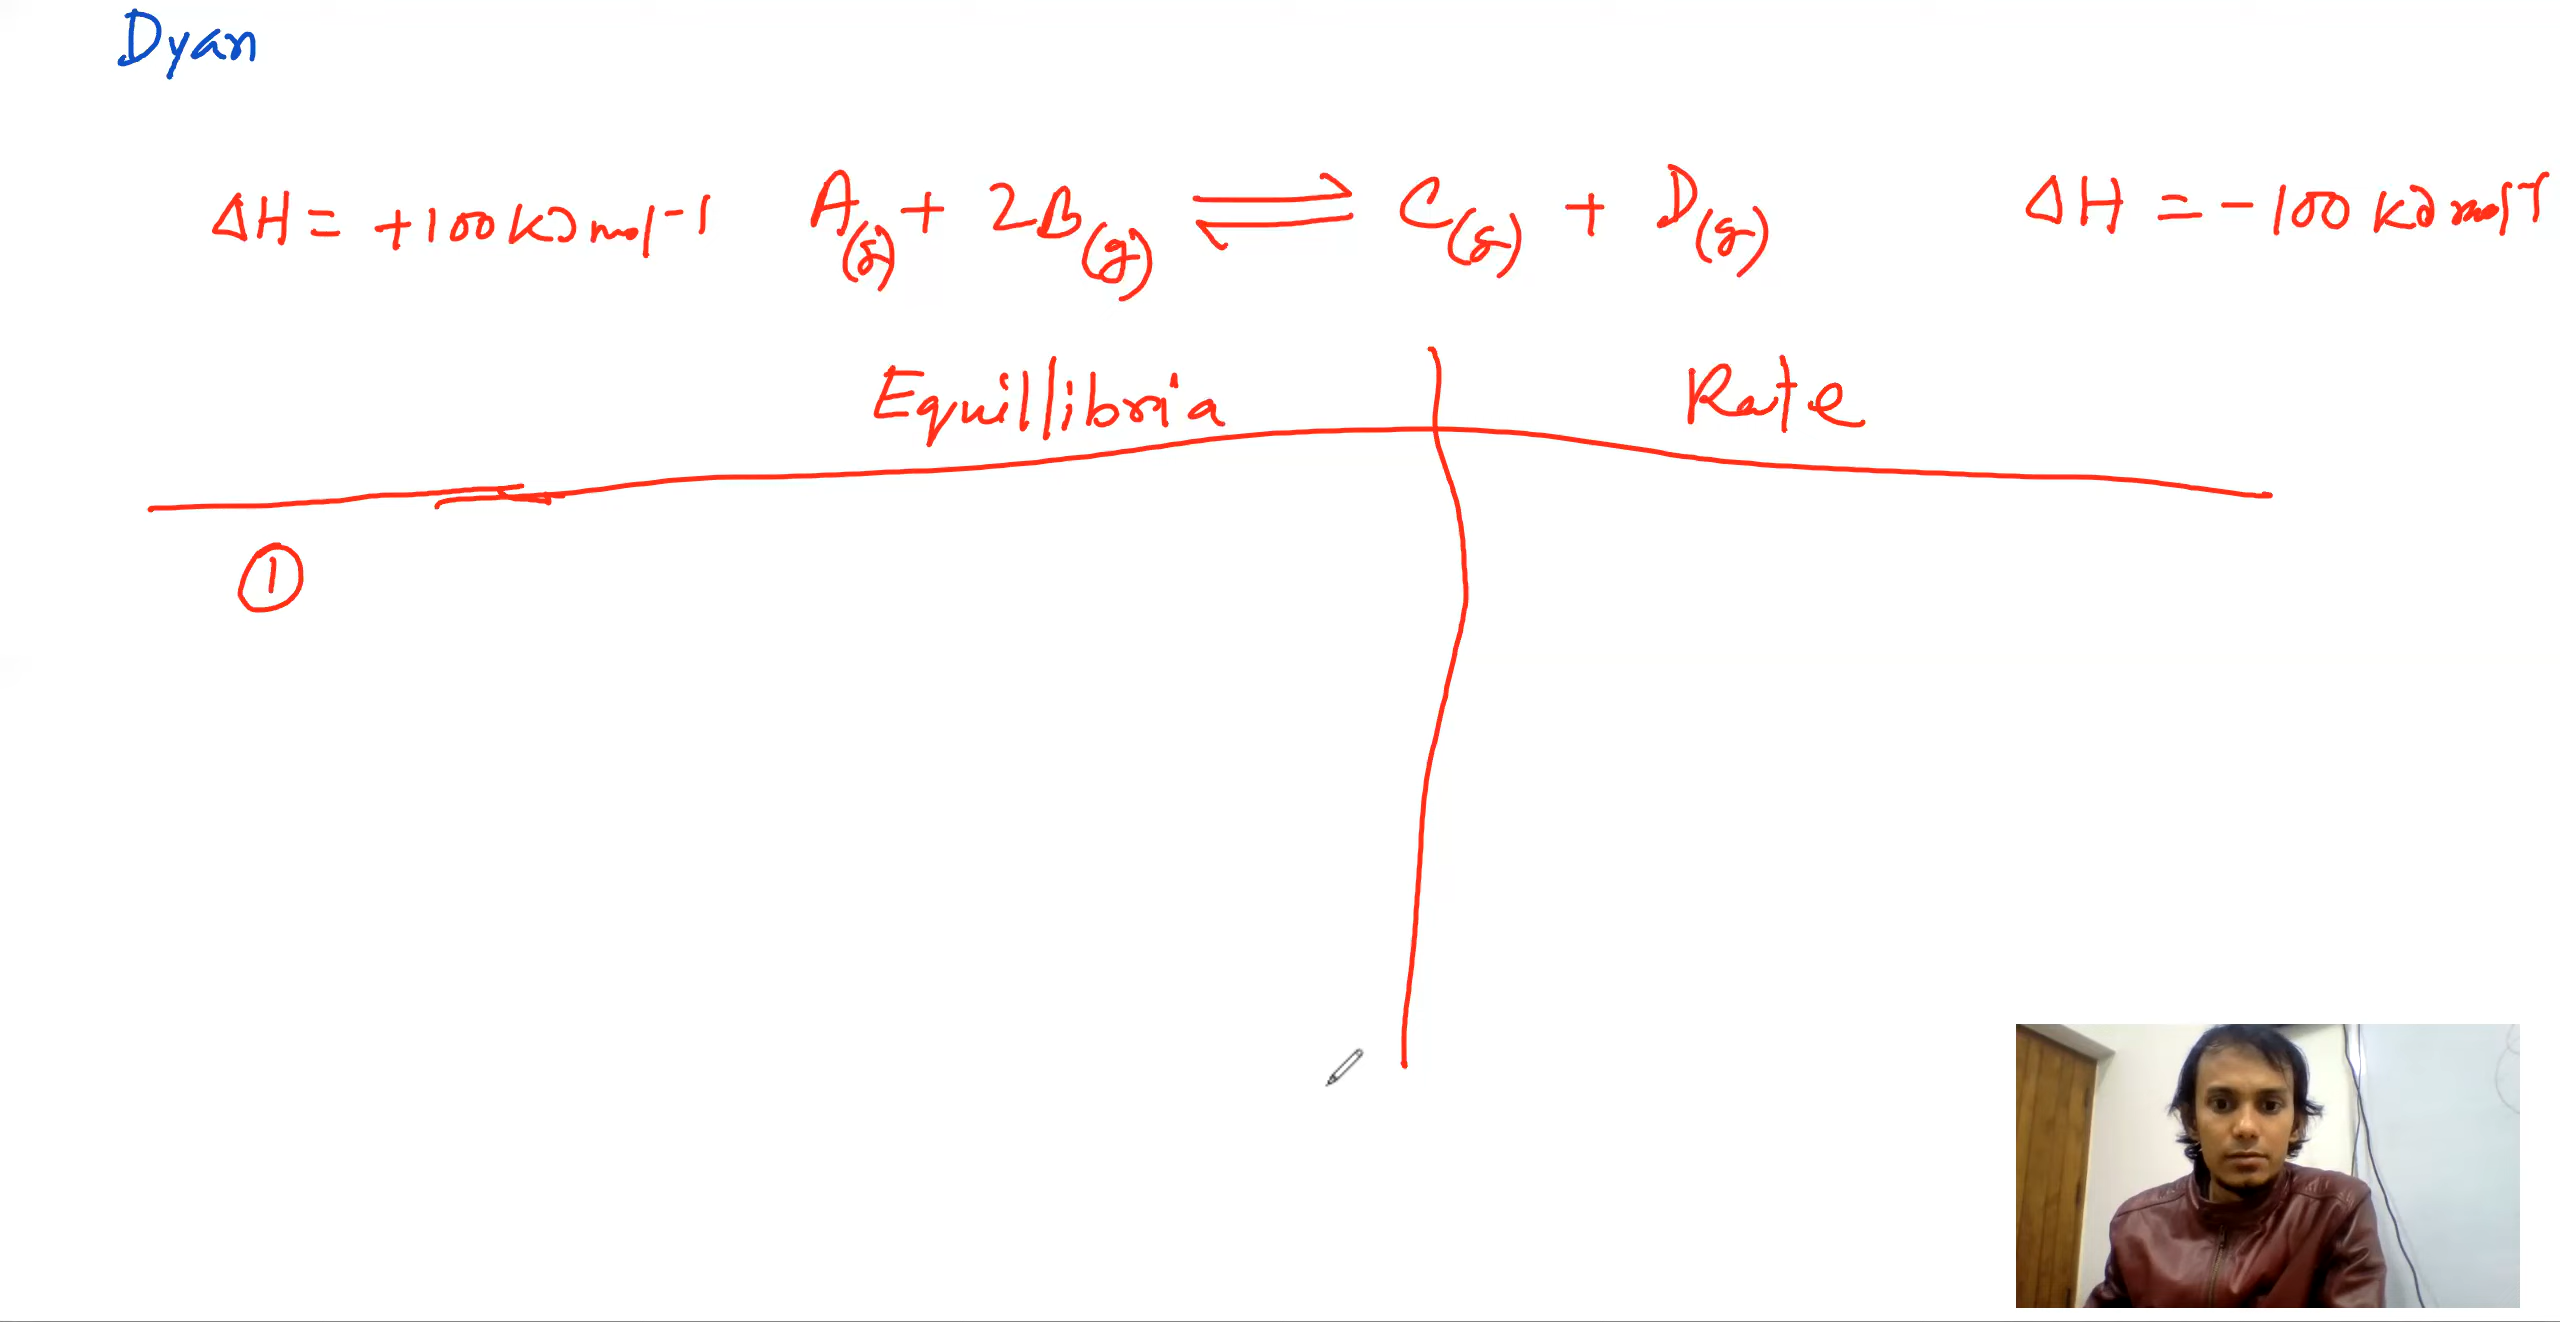 Dyan
ΔH = +100 kJ mol⁻¹ A(g) + 2B(g) ⇌ C(g) + D(g) ΔH = -100 kJ mol⁻¹
Equillibria Rate
①